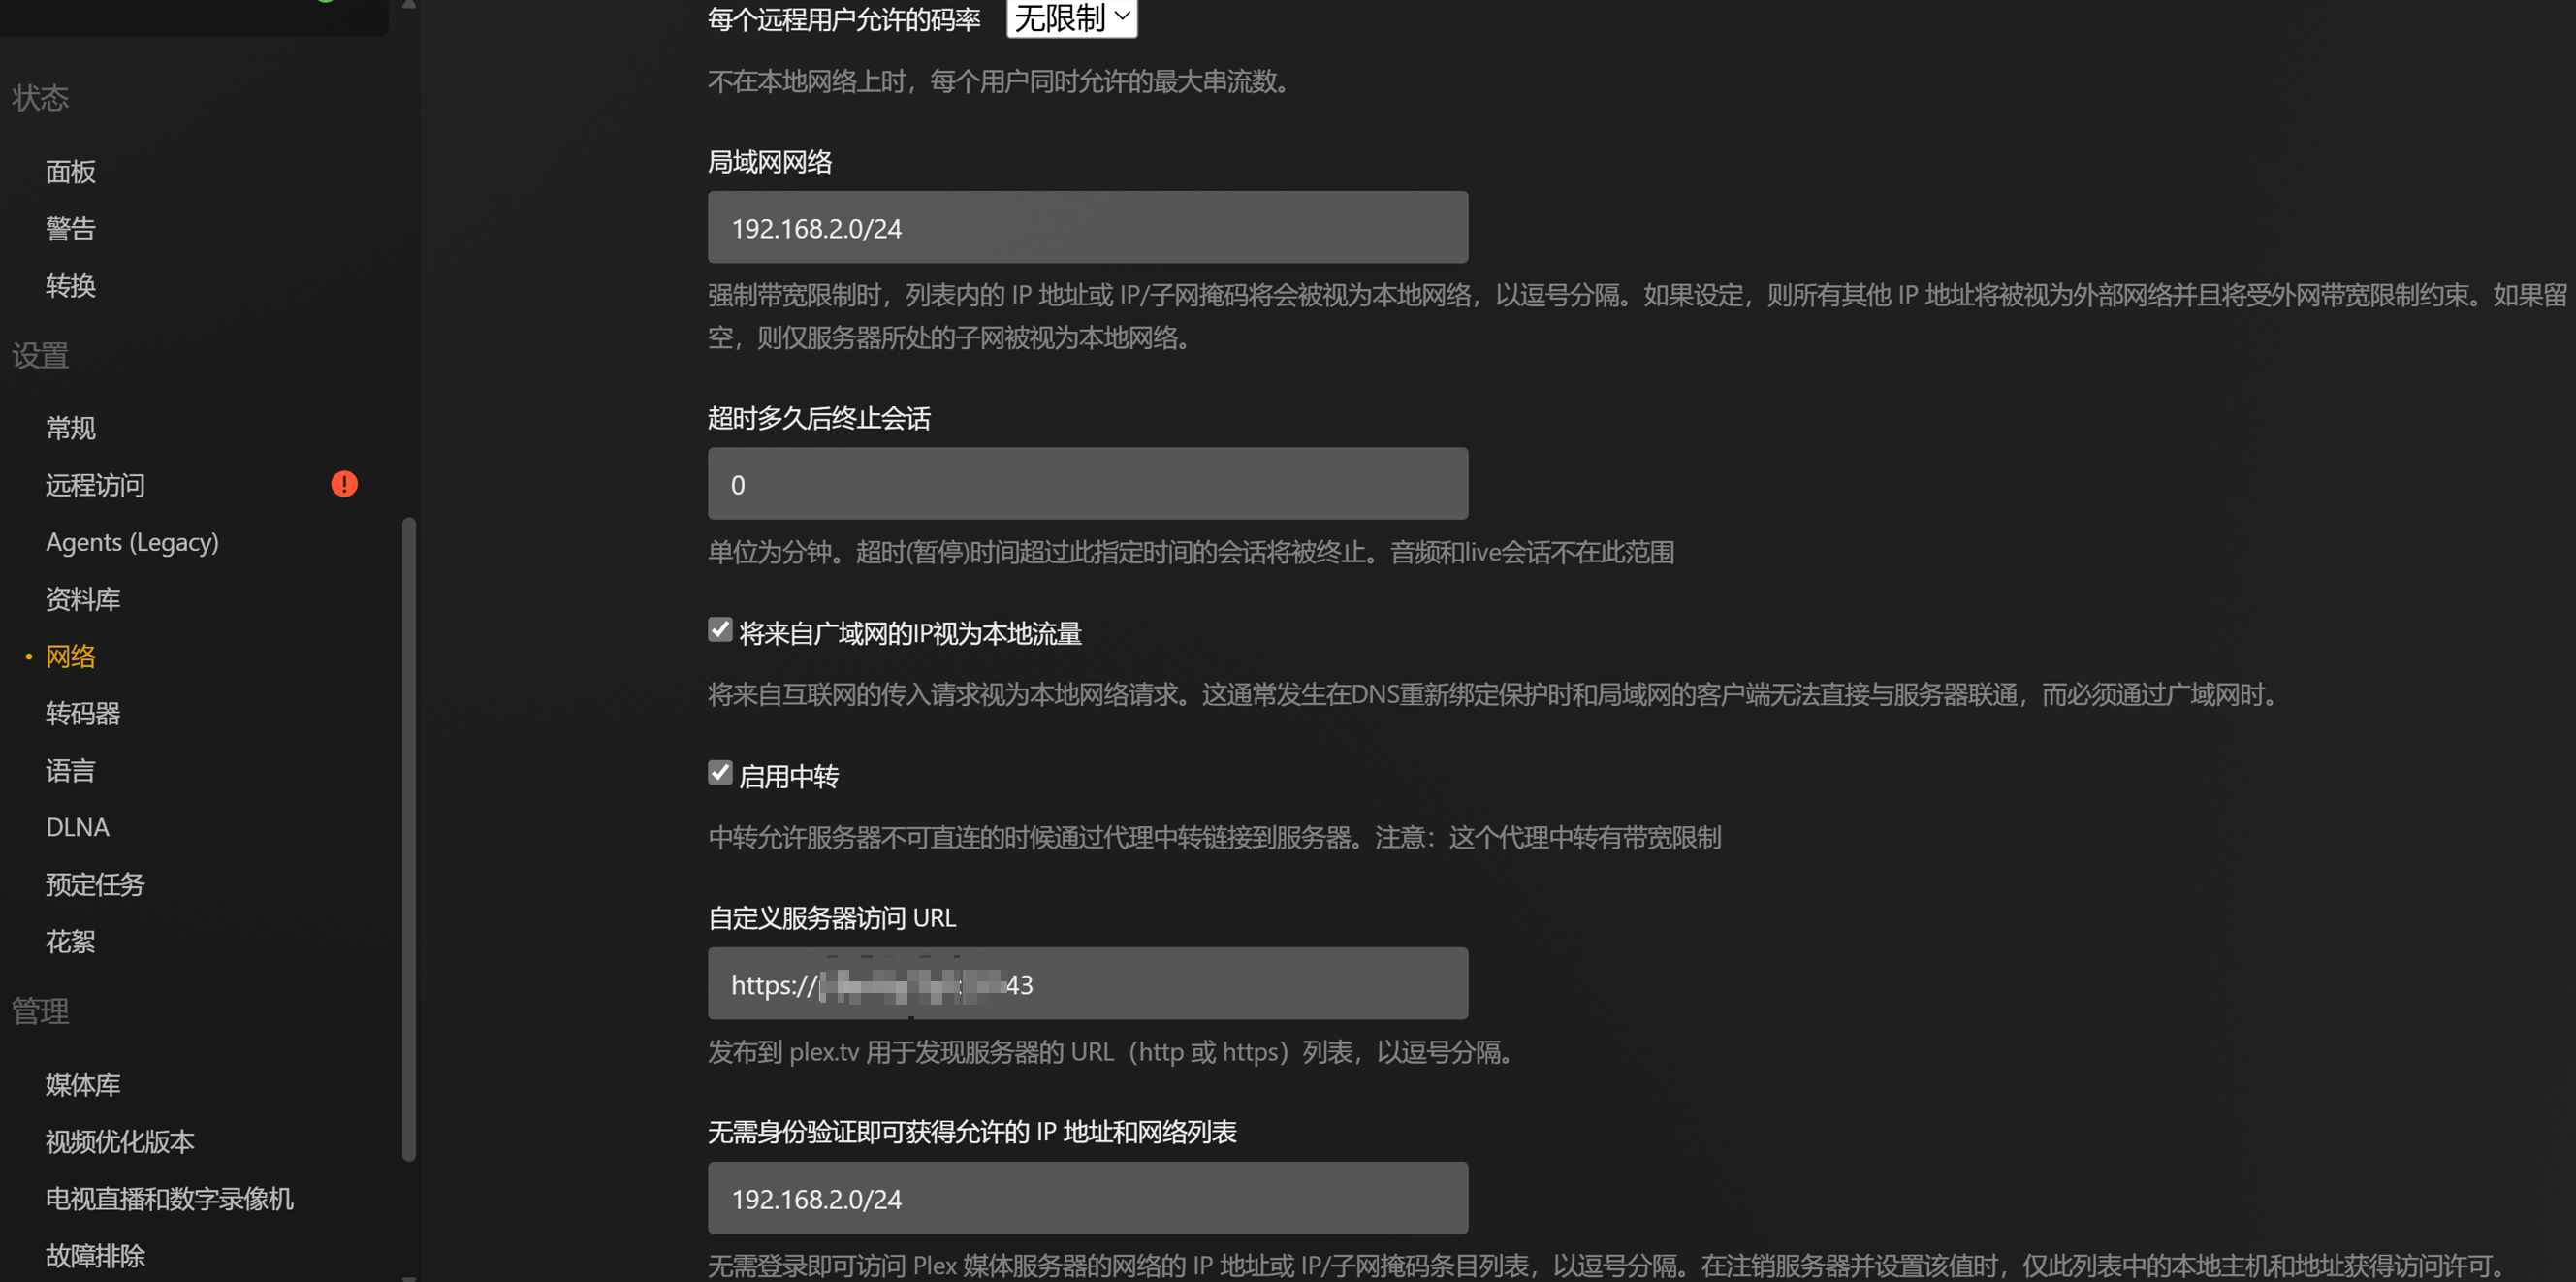 状态
面板
警告
转换
设置
常规
远程访问
Agents (Legacy)
资料库
网络
转码器
语言
DLNA
预定任务
花絮
管理
媒体库
视频优化版本
电视直播和数字录像机
故障排除
每个远程用户允许的码率 无限制
不在本地网络上时，每个用户同时允许的最大串流数。
局域网网络
192.168.2.0/24
强制带宽限制时，列表内的 IP 地址或 IP/子网掩码将会被视为本地网络，以逗号分隔。如果设定，则所有其他 IP 地址将被视为外部网络并且将受外网带宽限制约束。如果留
空，则仅服务器所处的子网被视为本地网络。
超时多久后终止会话
0
单位为分钟。超时(暂停)时间超过此指定时间的会话将被终止。音频和live会话不在此范围
将来自广域网的IP视为本地流量
将来自互联网的传入请求视为本地网络请求。这通常发生在DNS重新绑定保护时和局域网的客户端无法直接与服务器联通，而必须通过广域网时。
启用中转
中转允许服务器不可直连的时候通过代理中转链接到服务器。注意：这个代理中转有带宽限制
自定义服务器访问 URL
https:// 43
发布到 plex.tv 用于发现服务器的 URL（http 或 https）列表，以逗号分隔。
无需身份验证即可获得允许的 IP 地址和网络列表
192.168.2.0/24
无需登录即可访问 Plex 媒体服务器的网络的 IP 地址或 IP/子网掩码条目列表，以逗号分隔。在注销服务器并设置该值时，仅此列表中的本地主机和地址获得访问许可。